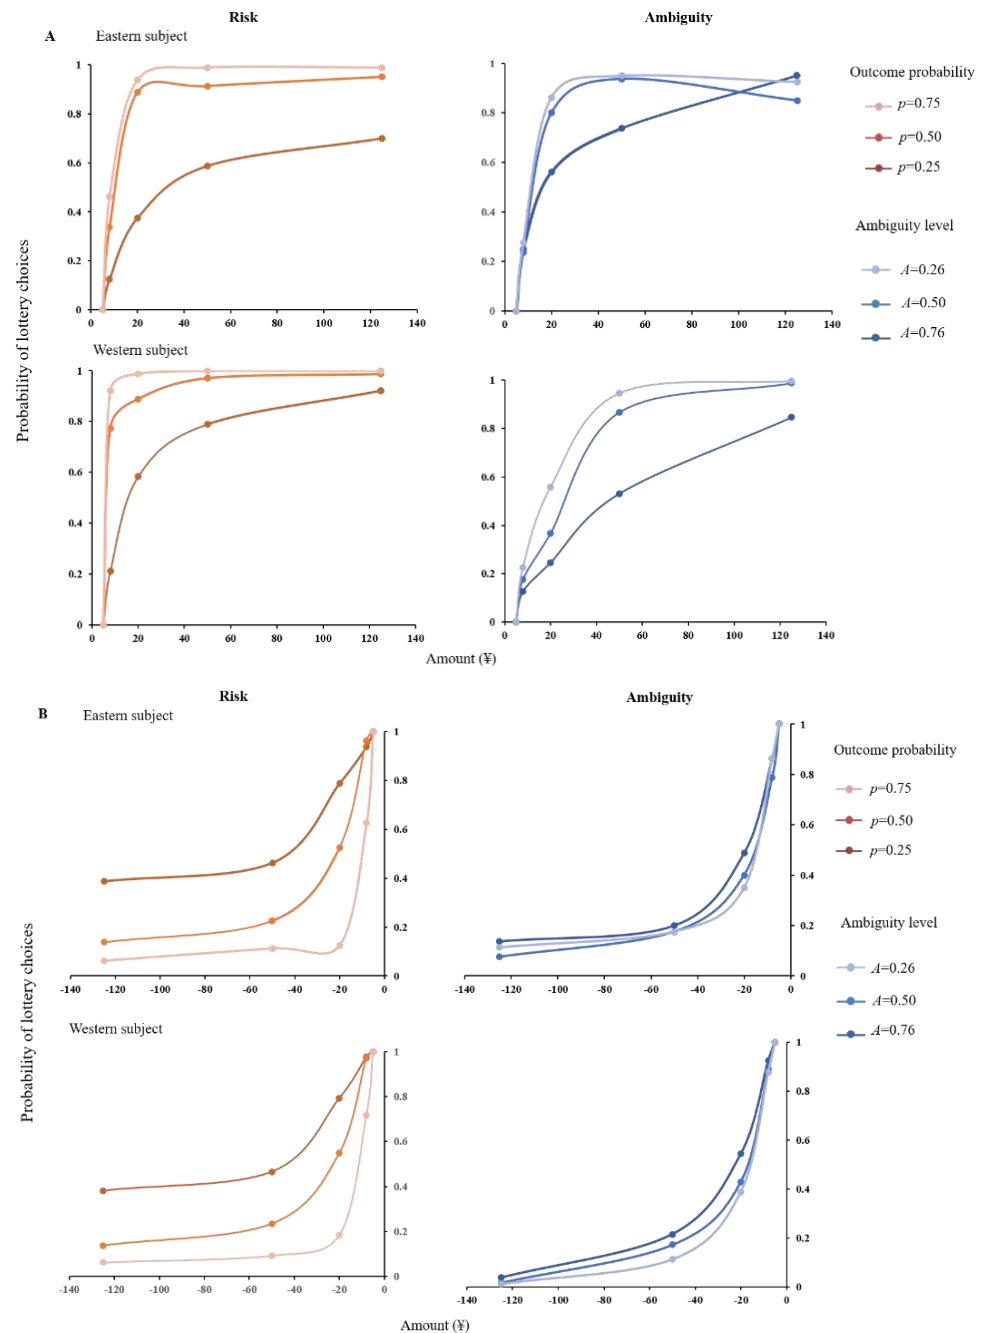 Risk
Ambiguity
A
Eastern subject
1
0.8
0.6
0.4
0.2
0
0 20 40 60 80 100 120 140
1
0.8
0.6
0.4
0.2
0
0 20 40 60 80 100 120 140
Outcome probability
p=0.75
p=0.50
p=0.25
Ambiguity level
A=0.26
A=0.50
A=0.76
Probability of lottery choices
Western subject
1
0.8
0.6
0.4
0.2
0
0 20 40 60 80 100 120 140
1
0.8
0.6
0.4
0.2
0
0 20 40 60 80 100 120 140
Amount (¥)
Risk
Ambiguity
B
Eastern subject
1
0.8
0.6
0.4
0.2
0
-140 -120 -100 -80 -60 -40 -20 0
1
0.8
0.6
0.4
0.2
0
-140 -120 -100 -80 -60 -40 -20 0
Outcome probability
p=0.75
p=0.50
p=0.25
Ambiguity level
A=0.26
A=0.50
A=0.76
Probability of lottery choices
Western subject
1
0.8
0.6
0.4
0.2
0
-140 -120 -100 -80 -60 -40 -20 0
1
0.8
0.6
0.4
0.2
0
-140 -120 -100 -80 -60 -40 -20 0
Amount (¥)